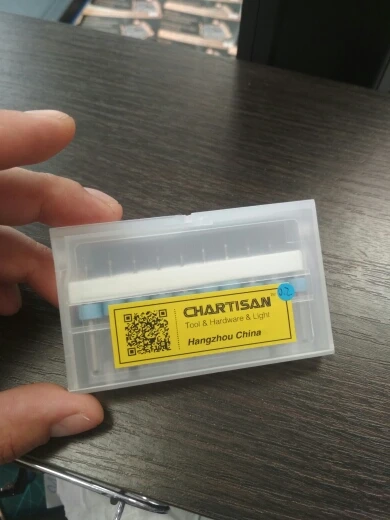 CHARTISAN
Tool & Hardware & Light
Hangzhou China